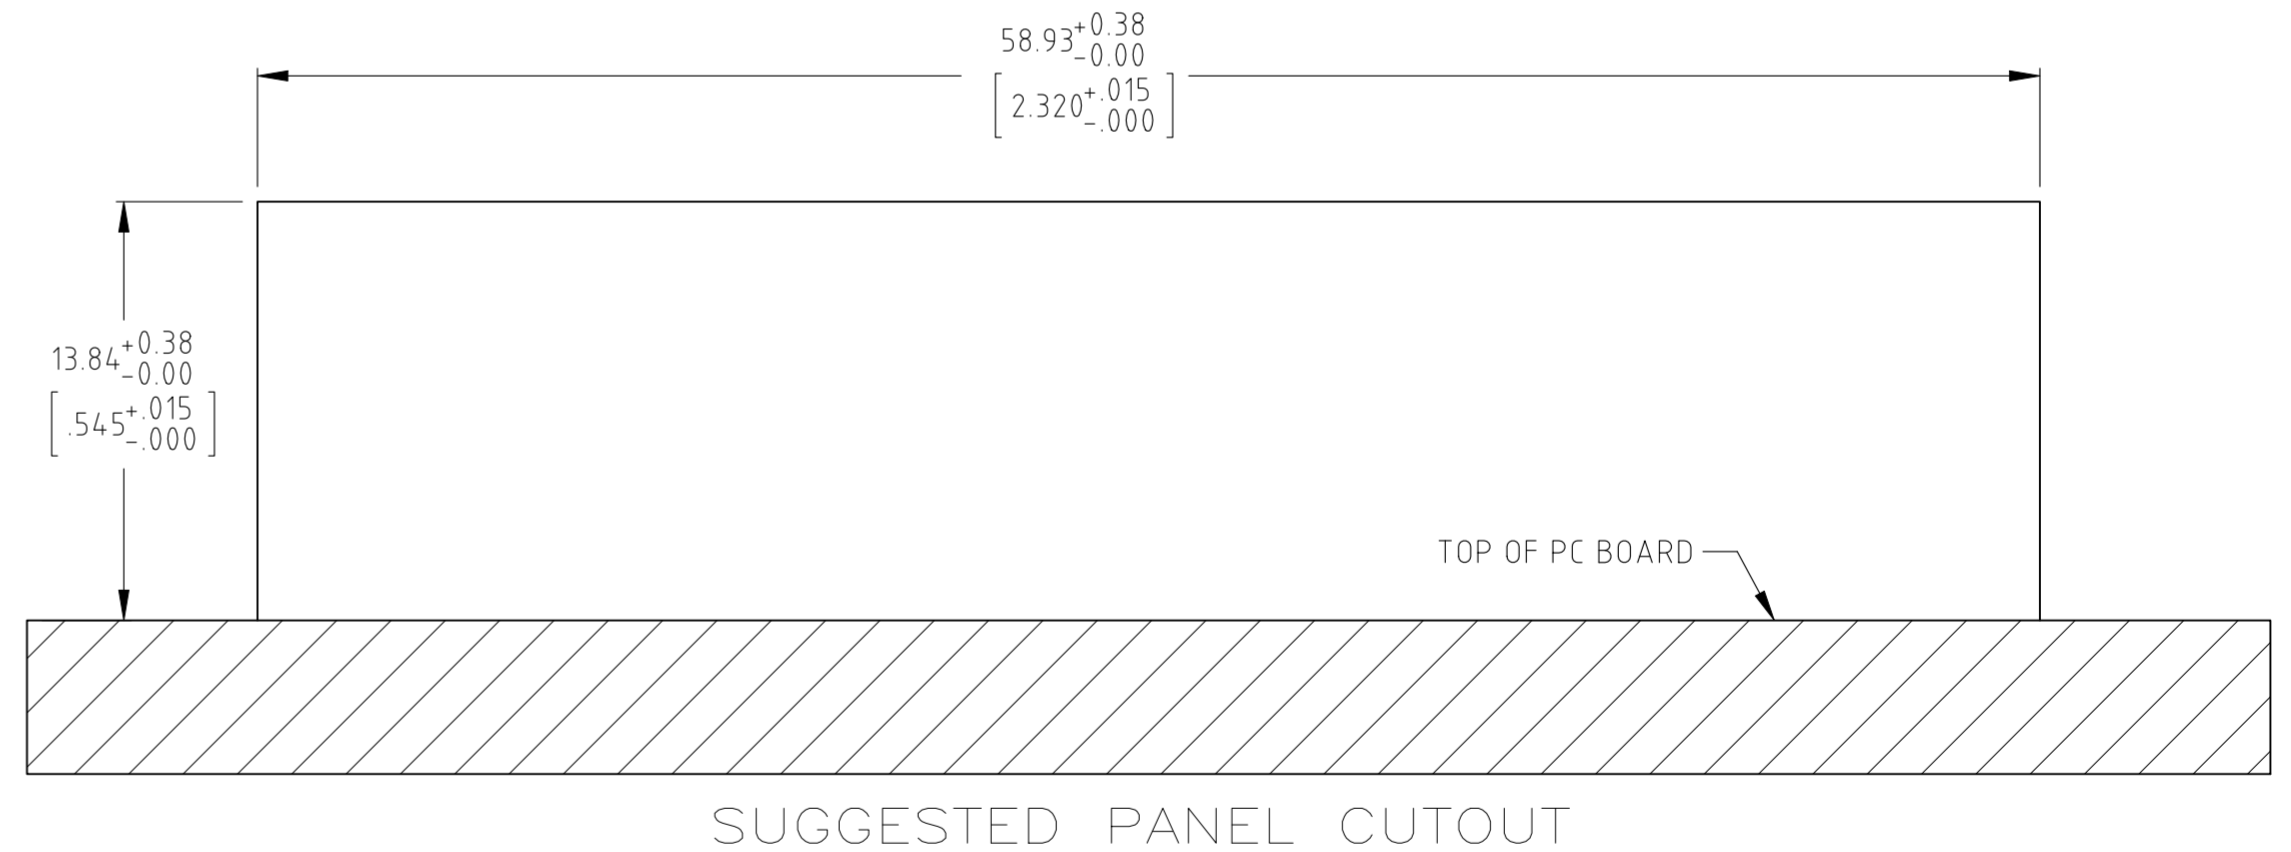 58.93 +0.38
-0.00
[ 2.320 +.015
-.000 ]
13.84 +0.38
-0.00
[ .545 +.015
-.000 ]
TOP OF PC BOARD
SUGGESTED PANEL CUTOUT